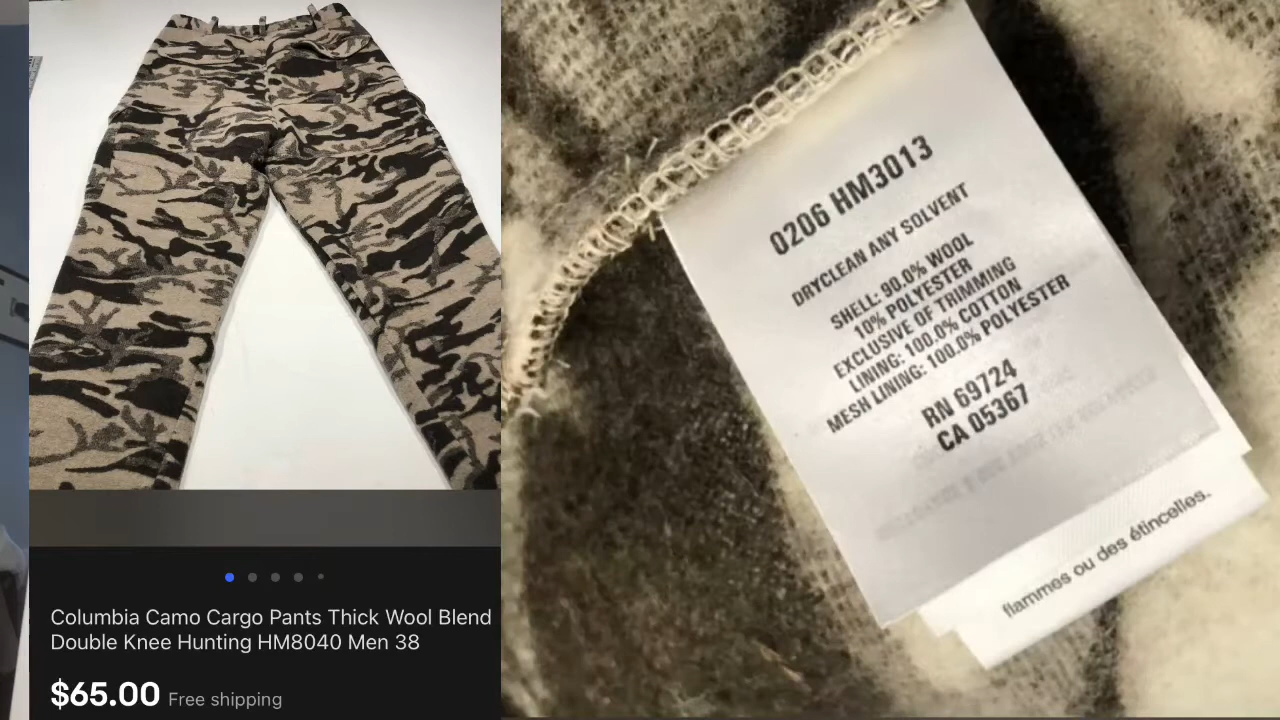 Columbia Camo Cargo Pants Thick Wool Blend
Double Knee Hunting HM8040 Men 38
$65.00 Free shipping
0206 HM3013
DRYCLEAN ANY SOLVENT
SHELL: 90.0% WOOL
10% POLYESTER
EXCLUSIVE OF TRIMMING
LINING: 100.0% COTTON
MESH LINING: 100.0% POLYESTER
RN 69724
CA 05367
flammes ou des étincelles.